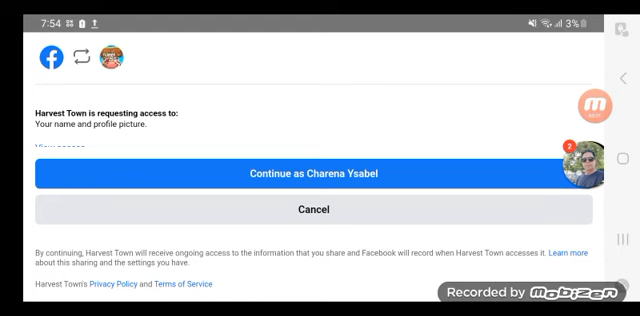 7:54
3%
Harvest Town is requesting access to:
Your name and profile picture.
2
Continue as Charena Ysabel
Cancel
By continuing, Harvest Town will receive ongoing access to the information that you share and Facebook will record when Harvest Town accesses it. Learn more
about this sharing and the settings you have.
Harvest Town's Privacy Policy and Terms of Service
Recorded by Mobizen